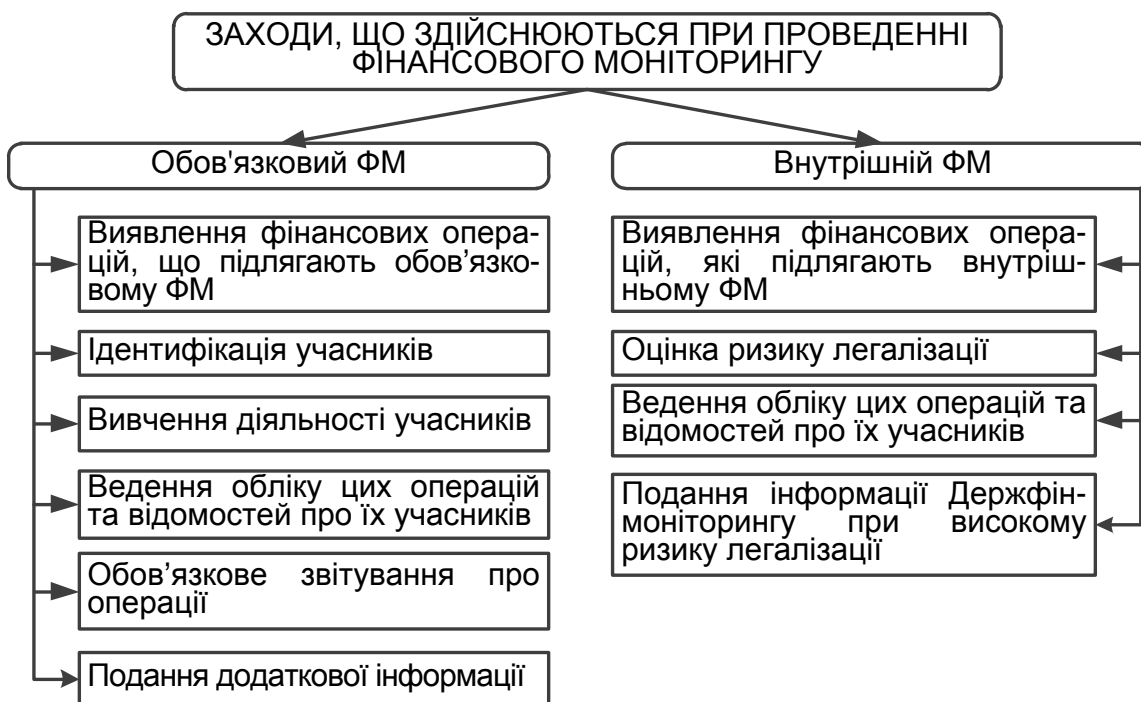 ЗАХОДИ, ЩО ЗДІЙСНЮЮТЬСЯ ПРИ ПРОВЕДЕННІ
ФІНАНСОВОГО МОНІТОРИНГУ
Обов'язковий ФМ
Виявлення фінансових опера-
цій, що підлягають обов’язко-
вому ФМ
Ідентифікація учасників
Вивчення діяльності учасників
Ведення обліку цих операцій
та відомостей про їх учасників
Обов’язкове звітування про
операції
Подання додаткової інформації
Внутрішній ФМ
Виявлення фінансових опера-
цій, які підлягають внутріш-
ньому ФМ
Оцінка ризику легалізації
Ведення обліку цих операцій та
відомостей про їх учасників
Подання інформації Держфін-
моніторингу при високому
ризику легалізації